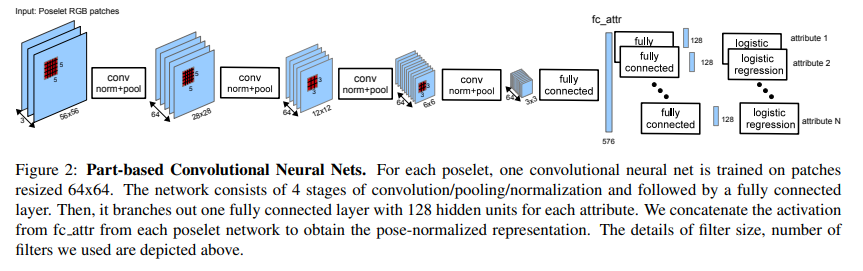 Input: Poselet RGB patches
3
56x56
5
5
conv
norm+pool
64
28x28
5
5
conv
norm+pool
64
12x12
3
3
conv
norm+pool
64
6x6
3
3
conv
norm+pool
64
3x3
fully
connected
fc_attr
576
fully
fully
connected
128
128
logistic
logistic
regression
attribute 1
attribute 2
fully
connected
128
logistic
regression
attribute N
Figure 2: Part-based Convolutional Neural Nets. For each poselet, one convolutional neural net is trained on patches
resized 64x64. The network consists of 4 stages of convolution/pooling/normalization and followed by a fully connected
layer. Then, it branches out one fully connected layer with 128 hidden units for each attribute. We concatenate the activation
from fc_attr from each poselet network to obtain the pose-normalized representation. The details of filter size, number of
filters we used are depicted above.